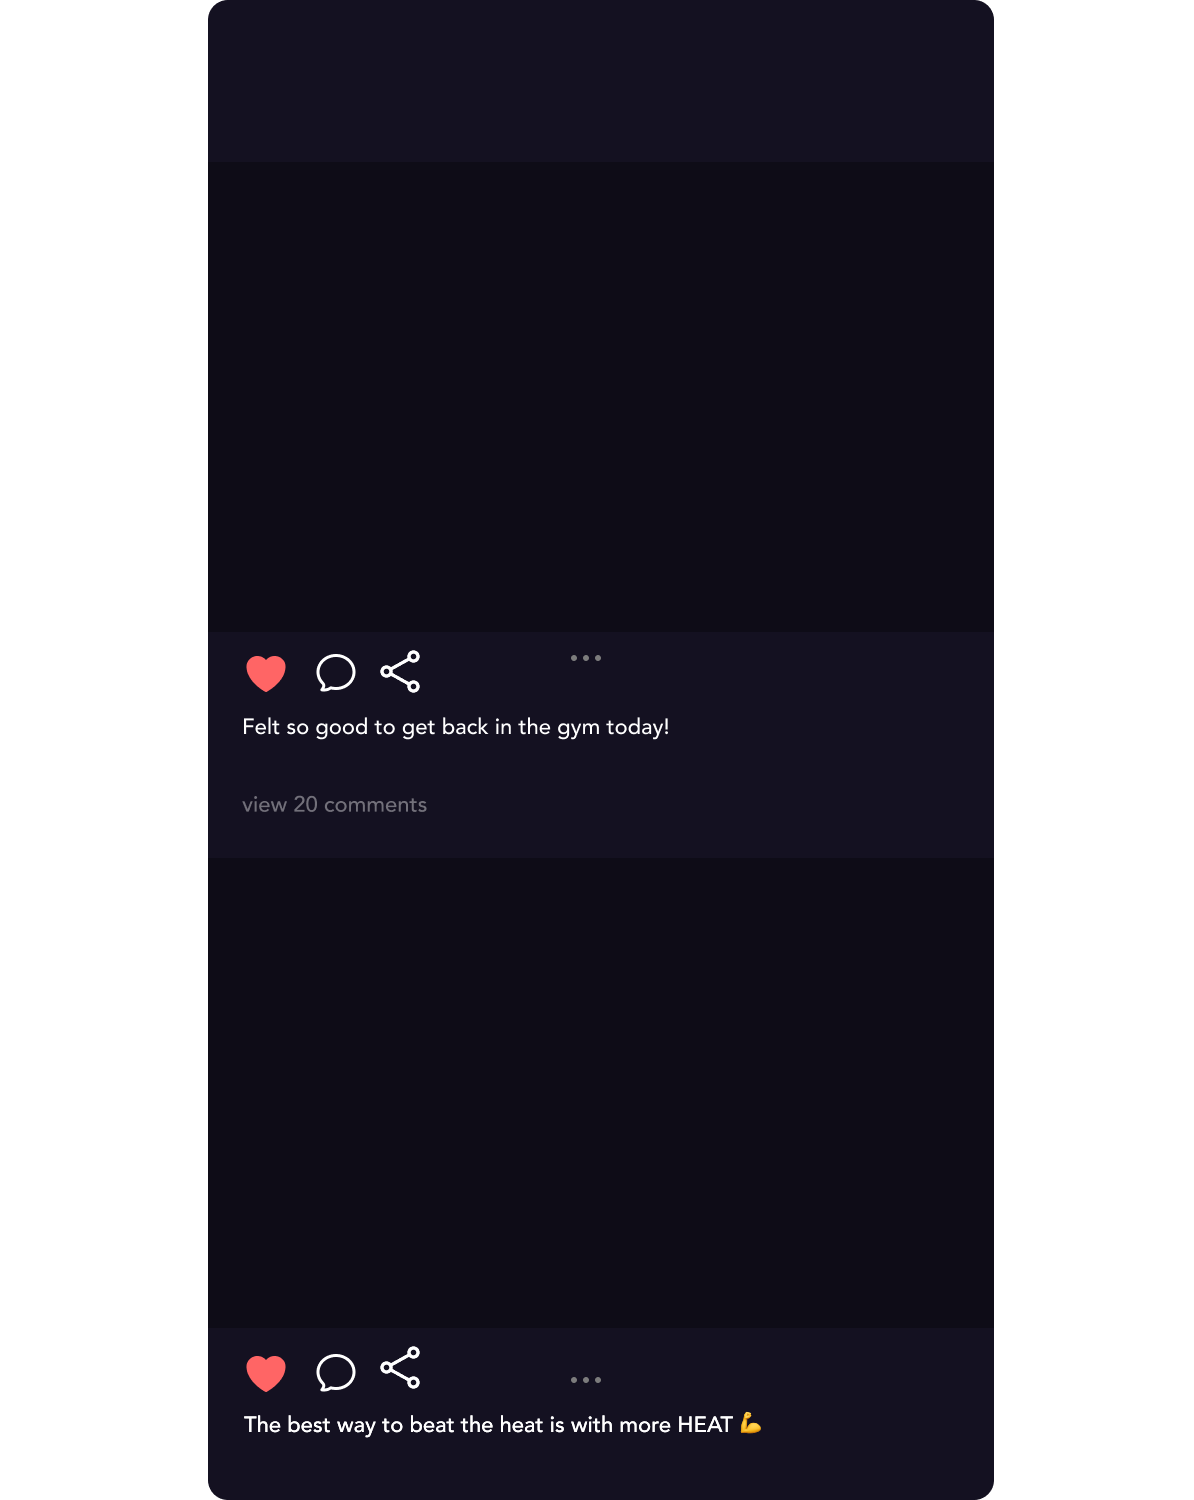 Felt so good to get back in the gym today!
view 20 comments
The best way to beat the heat is with more HEAT 💪